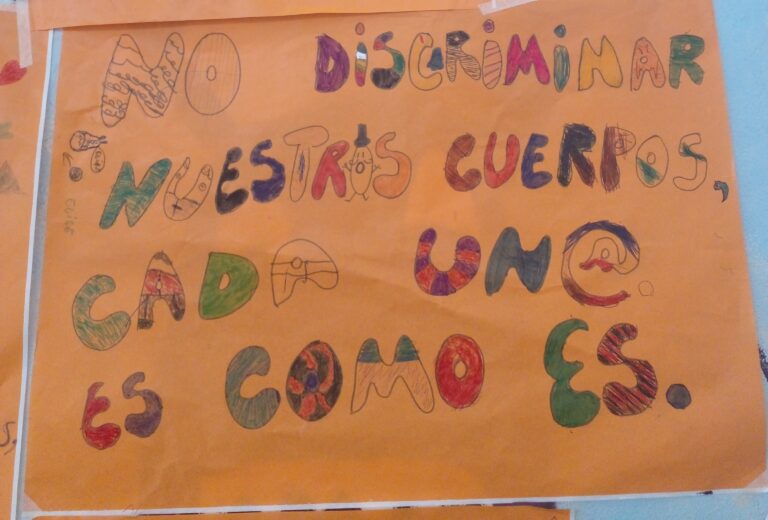 NO DISCRIMINAR
NUESTROS CUERPOS,
CADA UN@
ES COMO ES.